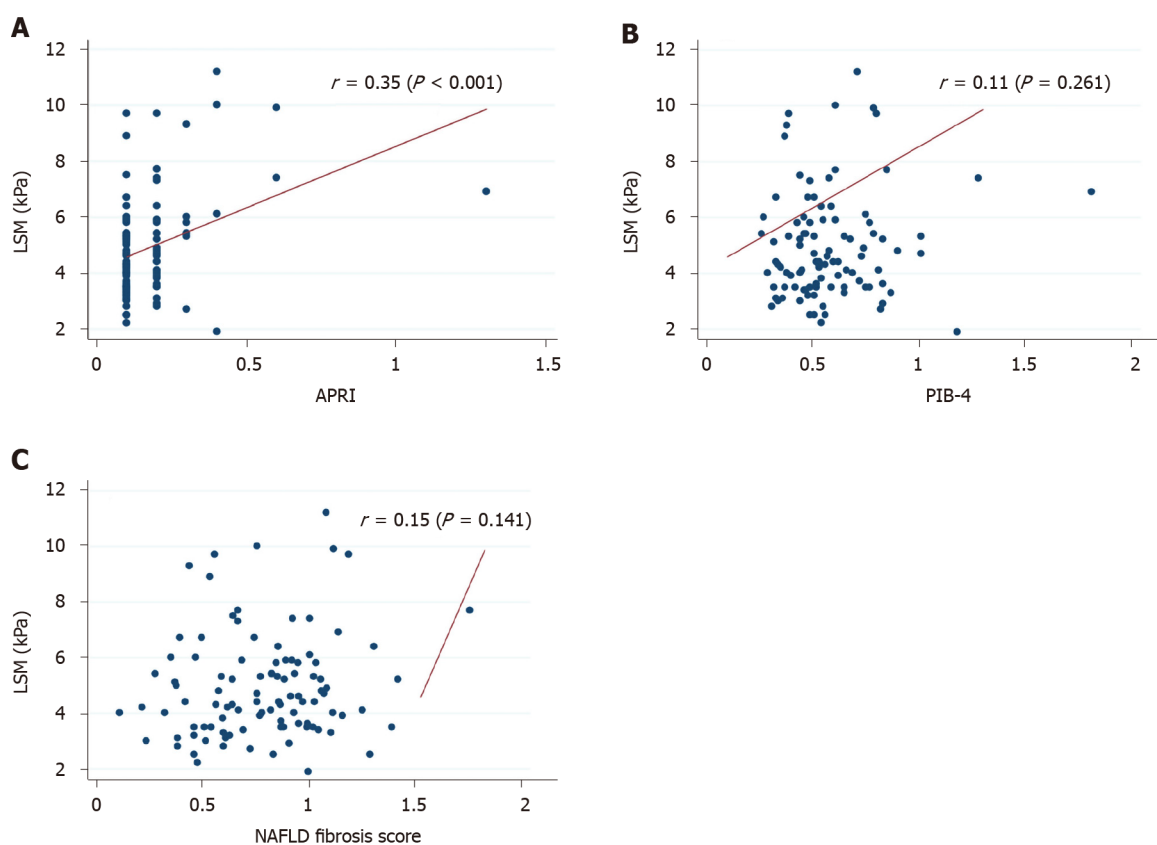 A
12
10
8
6
4
2
LSM (kPa)
r = 0.35 (P < 0.001)
0 0.5 1 1.5
APRI
B
12
10
8
6
4
2
LSM (kPa)
r = 0.11 (P = 0.261)
0 0.5 1 1.5 2
PIB-4
C
12
10
8
6
4
2
LSM (kPa)
r = 0.15 (P = 0.141)
0 0.5 1 1.5 2
NAFLD fibrosis score